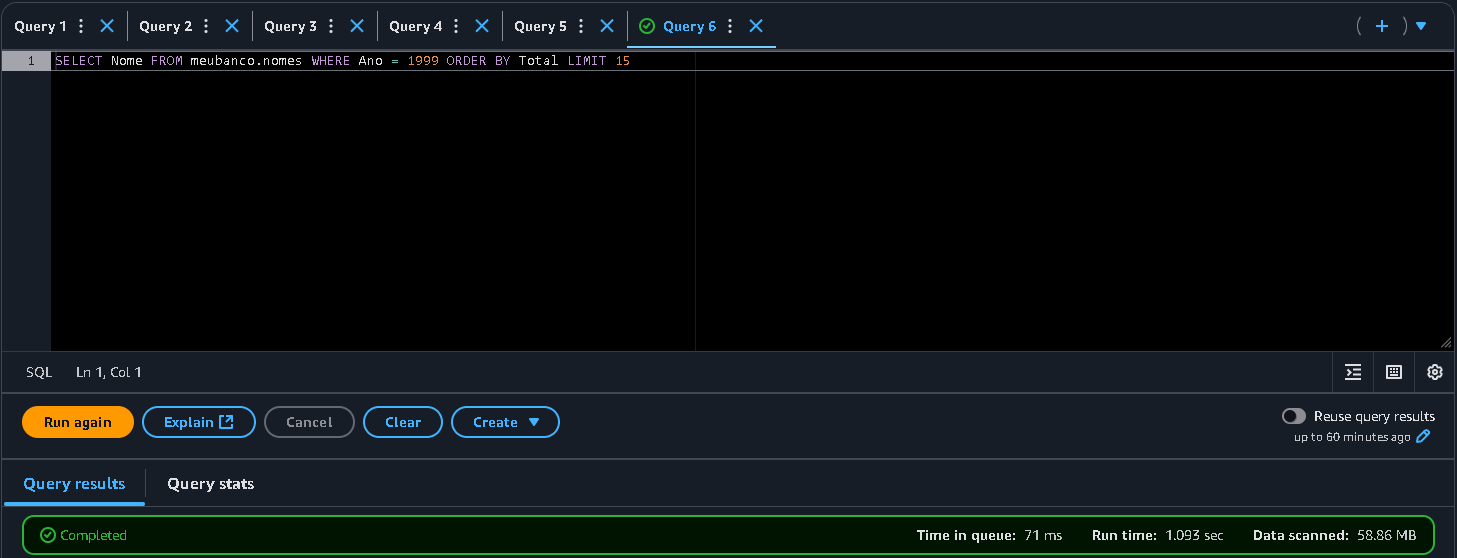 Query 1 Query 2 Query 3 Query 4 Query 5 Query 6
1 SELECT Nome FROM meubanco.nomes WHERE Ano = 1999 ORDER BY Total LIMIT 15
SQL Ln 1, Col 1
Run again Explain Cancel Clear Create Reuse query results
up to 60 minutes ago
Query results Query stats
Completed Time in queue: 71 ms Run time: 1.093 sec Data scanned: 58.86 MB